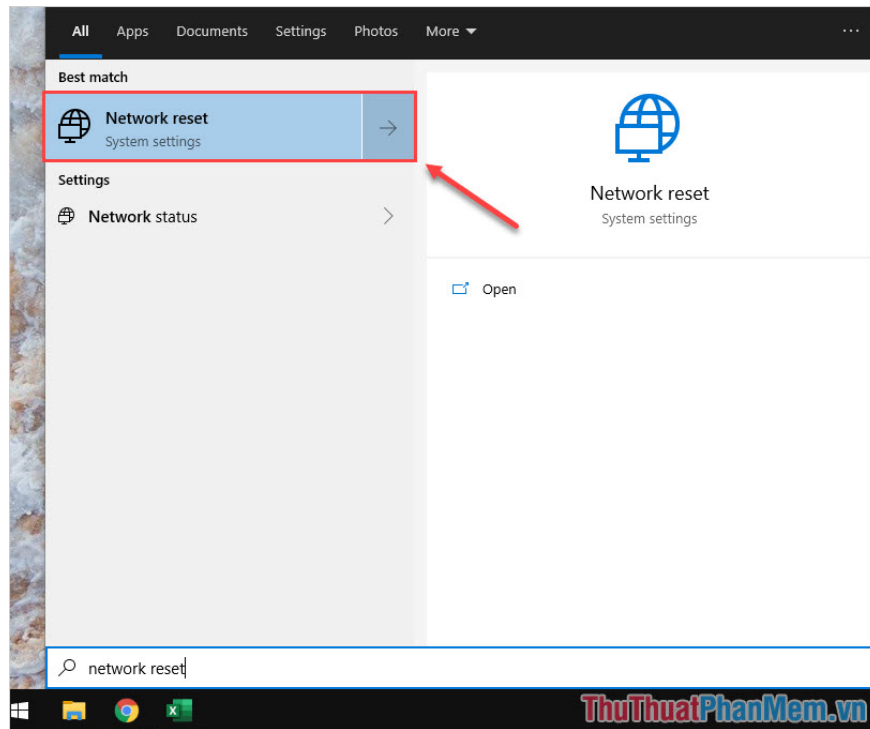 All Apps Documents Settings Photos More
Best match
Network reset
System settings
Settings
Network status
Network reset
System settings
Open
network reset
ThuThuatPhanMem.vn